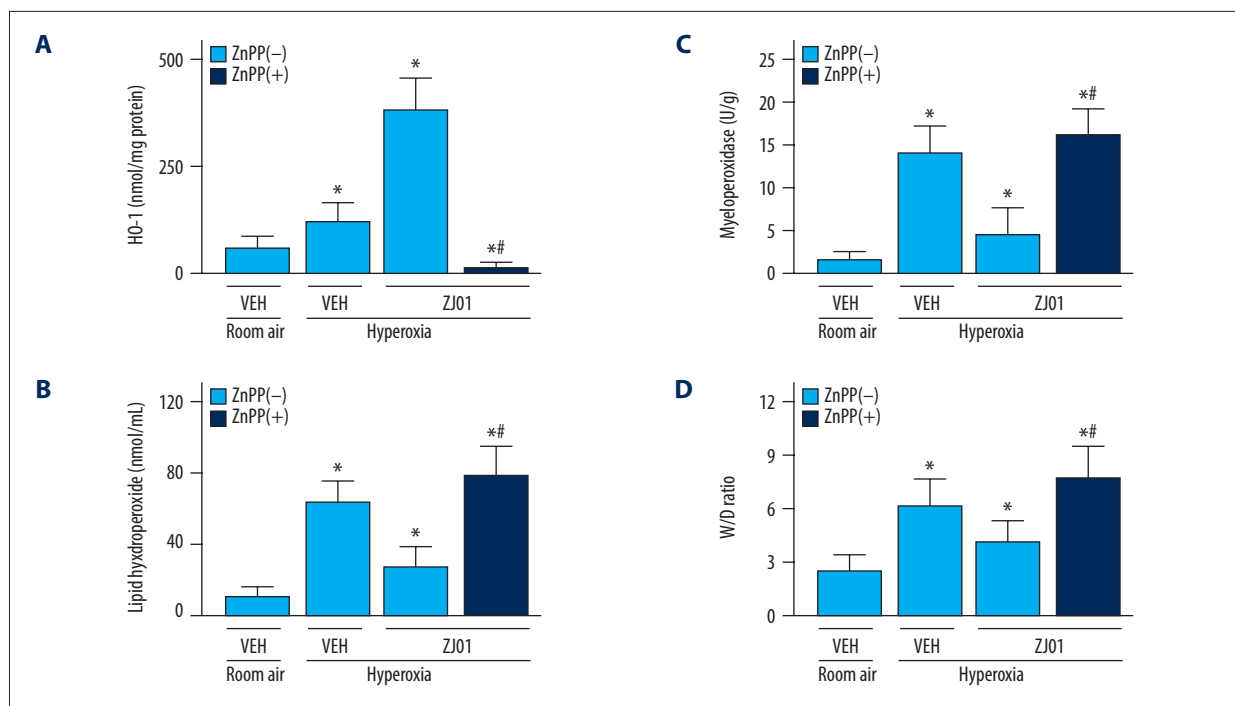 A
ZnPP(−)
ZnPP(+)
HO-1 (nmol/mg protein)
500
250
0
*
*
*#
VEH
VEH
ZJ01
Room air
Hyperoxia
C
ZnPP(−)
ZnPP(+)
Myeloperoxidase (U/g)
25
20
15
10
5
0
*
*
*#
VEH
VEH
ZJ01
Room air
Hyperoxia
B
ZnPP(−)
ZnPP(+)
Lipid hyxdroperoxide (nmol/mL)
120
80
40
0
*
*
*#
VEH
VEH
ZJ01
Room air
Hyperoxia
D
ZnPP(−)
ZnPP(+)
W/D ratio
12
9
6
3
0
*
*
*#
VEH
VEH
ZJ01
Room air
Hyperoxia